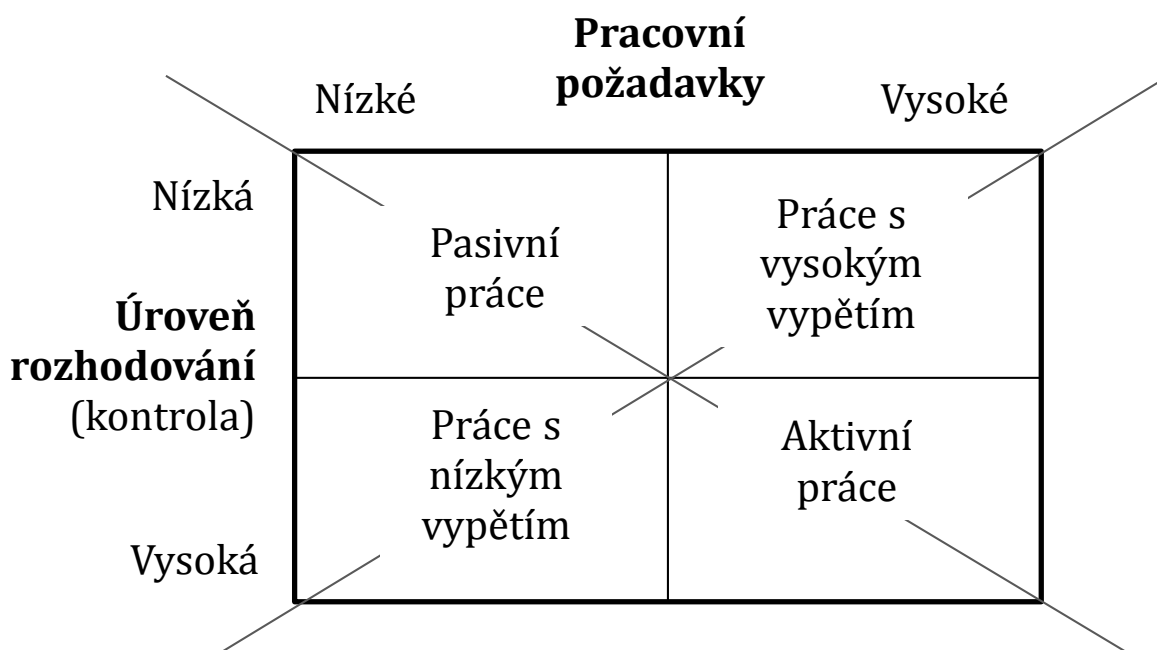 Pracovní
požadavky
Nízké
Vysoké
Nízká
Pasivní
práce
Práce s
vysokým
vypětím
Úroveň
rozhodování
(kontrola)
Práce s
nízkým
vypětím
Aktivní
práce
Vysoká